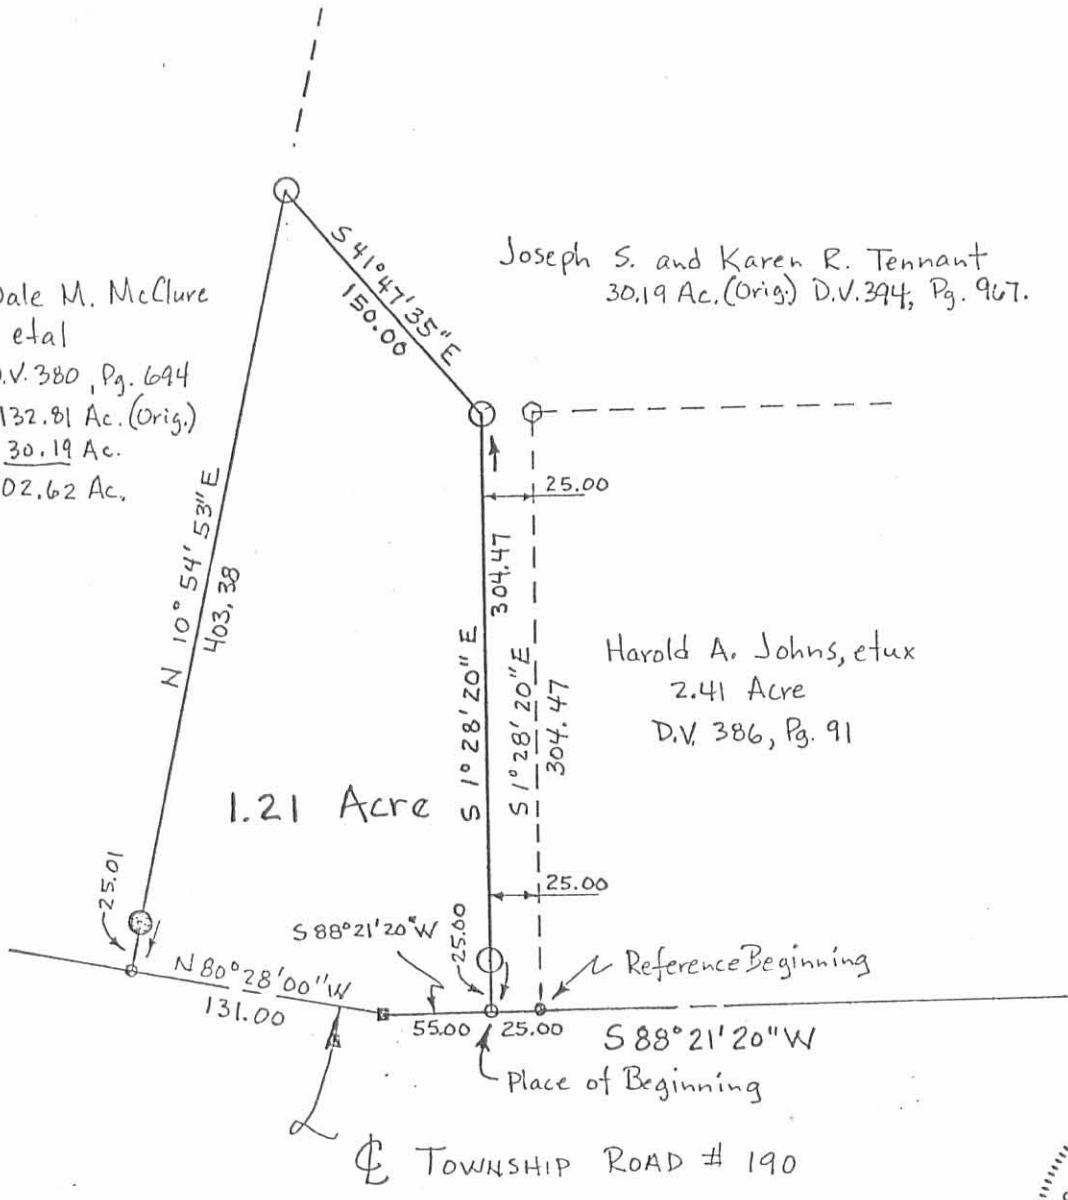 S 41° 47' 35" E
150.00
Joseph S. and Karen R. Tennant
30.19 Ac. (Orig.) D.V. 394, Pg. 967.
Dale M. McClure
etal
D.V. 380, Pg. 694
132.81 Ac. (Orig.)
30.19 Ac.
02.62 Ac.
N 10° 54' 53" E
403.38
25.00
304.47
S 1° 28' 20" E
S 1° 28' 20" E
304.47
Harold A. Johns, etux
2.41 Acre
D.V. 386, Pg. 91
1.21 Acre
25.01
25.00
25.00
S 88° 21' 20" W
Reference Beginning
N 80° 28' 00" W
131.00
55.00
25.00
S 88° 21' 20" W
Place of Beginning
℄ TOWNSHIP ROAD # 190